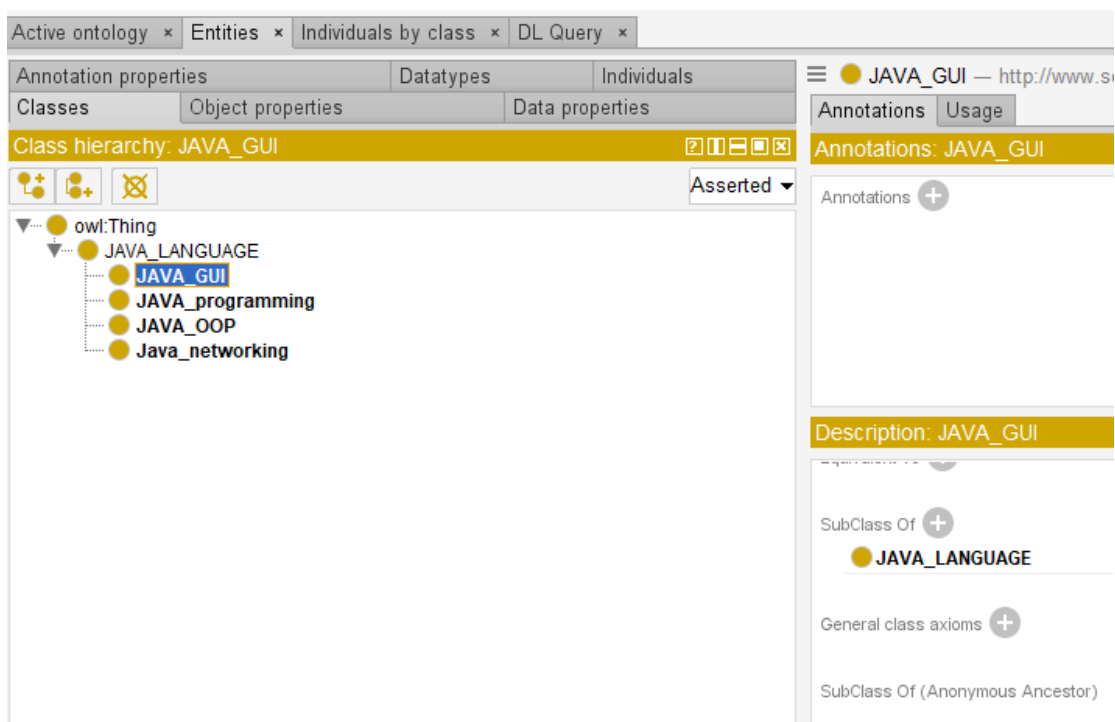 Active ontology × Entities × Individuals by class × DL Query ×
Annotation properties Datatypes Individuals
Classes Object properties Data properties
Class hierarchy: JAVA_GUI
Asserted
owl:Thing
JAVA_LANGUAGE
JAVA_GUI
JAVA_programming
JAVA_OOP
Java_networking
JAVA_GUI — http://www.s
Annotations Usage
Annotations: JAVA_GUI
Annotations
Description: JAVA_GUI
SubClass Of
JAVA_LANGUAGE
General class axioms
SubClass Of (Anonymous Ancestor)